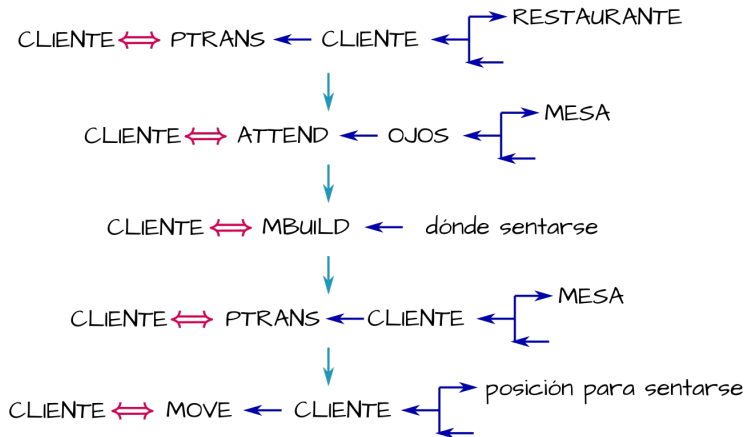 RESTAURANTE
CLIENTE PTRANS CLIENTE
MESA
CLIENTE ATTEND OJOS
CLIENTE MBUILD dónde sentarse
MESA
CLIENTE PTRANS CLIENTE
posición para sentarse
CLIENTE MOVE CLIENTE